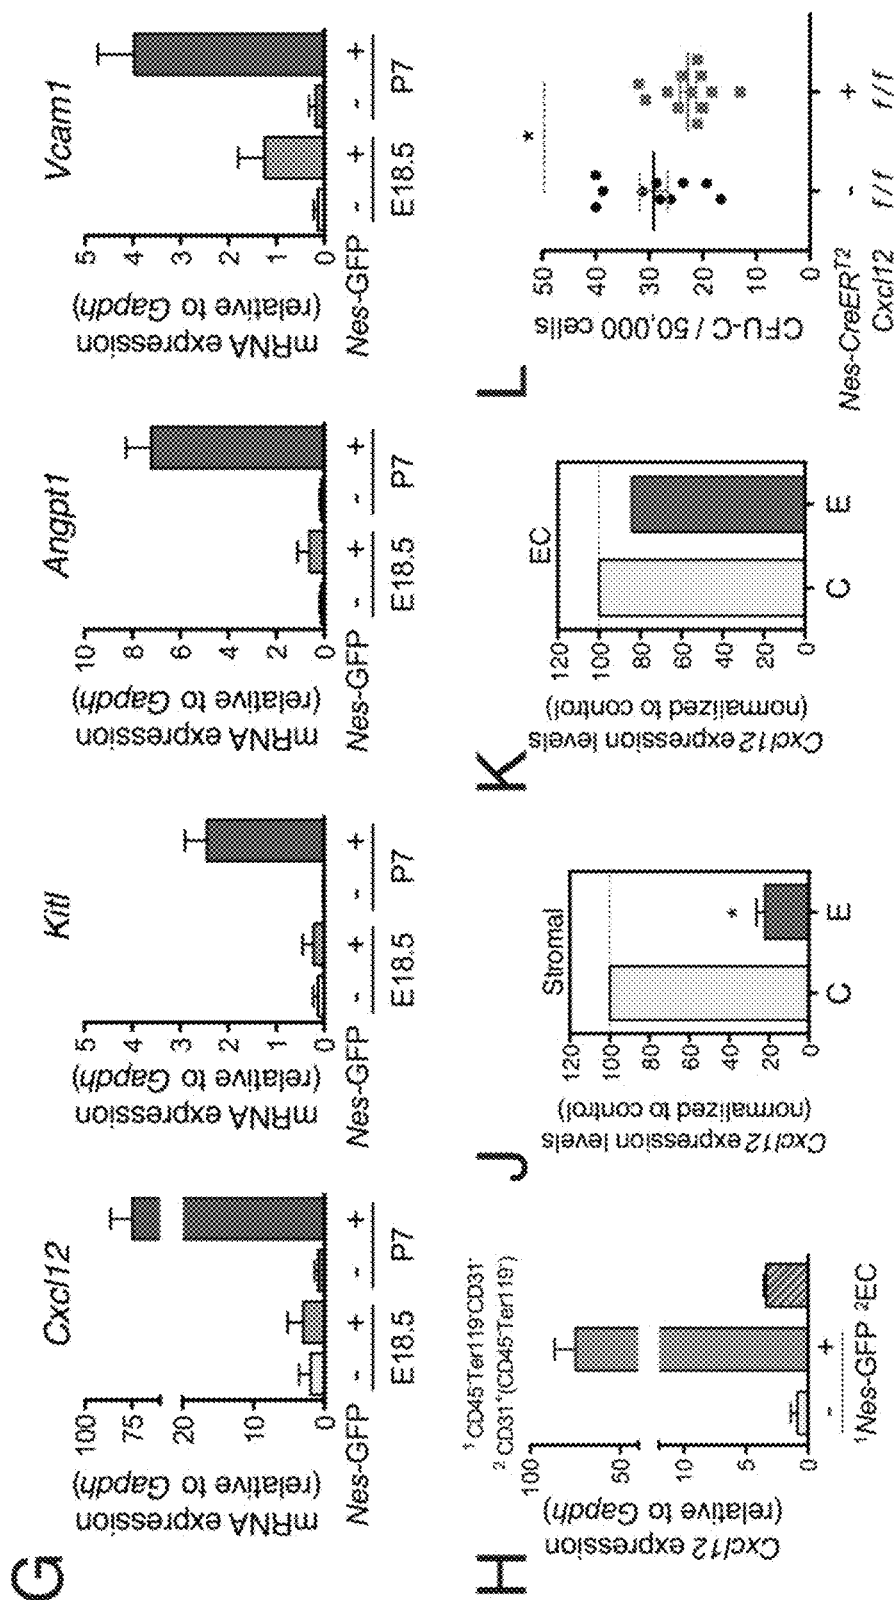 G
Cxcl12
mRNA expression
(relative to Gapdh)
100
75
20
10
0
Nes-GFP - + - +
E18.5 P7
Kitl
mRNA expression
(relative to Gapdh)
5
4
3
2
1
0
Nes-GFP - + - +
E18.5 P7
Angpt1
mRNA expression
(relative to Gapdh)
10
8
6
4
2
0
Nes-GFP - + - +
E18.5 P7
Vcam1
mRNA expression
(relative to Gapdh)
5
4
3
2
1
0
Nes-GFP - + - +
E18.5 P7
H
¹ CD45⁻Ter119⁻CD31⁻
² CD31⁺(CD45⁻Ter119⁻)
Cxcl12 expression
(relative to Gapdh)
100
50
10
5
0
- +
¹Nes-GFP ²EC
J
Stromal
Cxcl12 expression levels
(normalized to control)
120
100
80
60
40
20
0
*
C E
K
EC
Cxcl12 expression levels
(normalized to control)
120
100
80
60
40
20
0
C E
L
CFU-C / 50,000 cells
50
40
30
20
10
0
*
Nes-CreERᵀ² - +
Cxcl12 f/f f/f